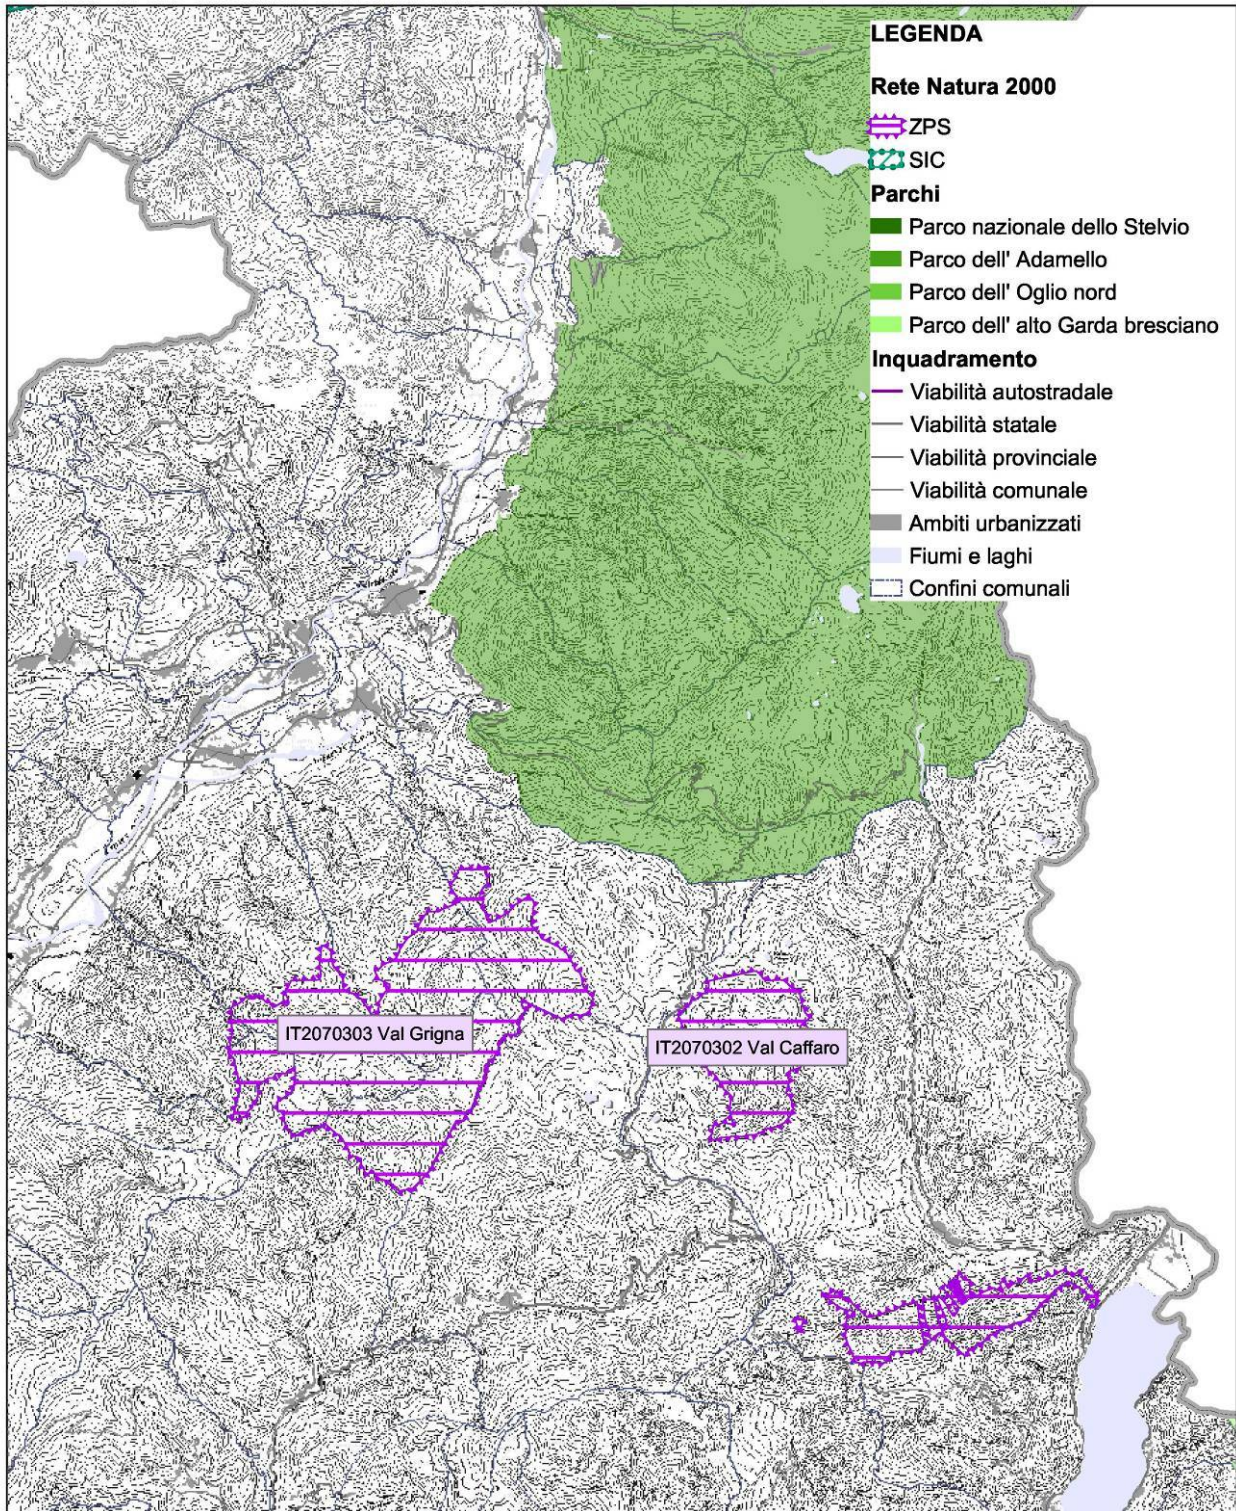 LEGENDA
Rete Natura 2000
ZPS
SIC
Parchi
Parco nazionale dello Stelvio
Parco dell' Adamello
Parco dell' Oglio nord
Parco dell' alto Garda bresciano
Inquadramento
Viabilità autostradale
Viabilità statale
Viabilità provinciale
Viabilità comunale
Ambiti urbanizzati
Fiumi e laghi
Confini comunali
IT2070303 Val Grigna
IT2070302 Val Caffaro